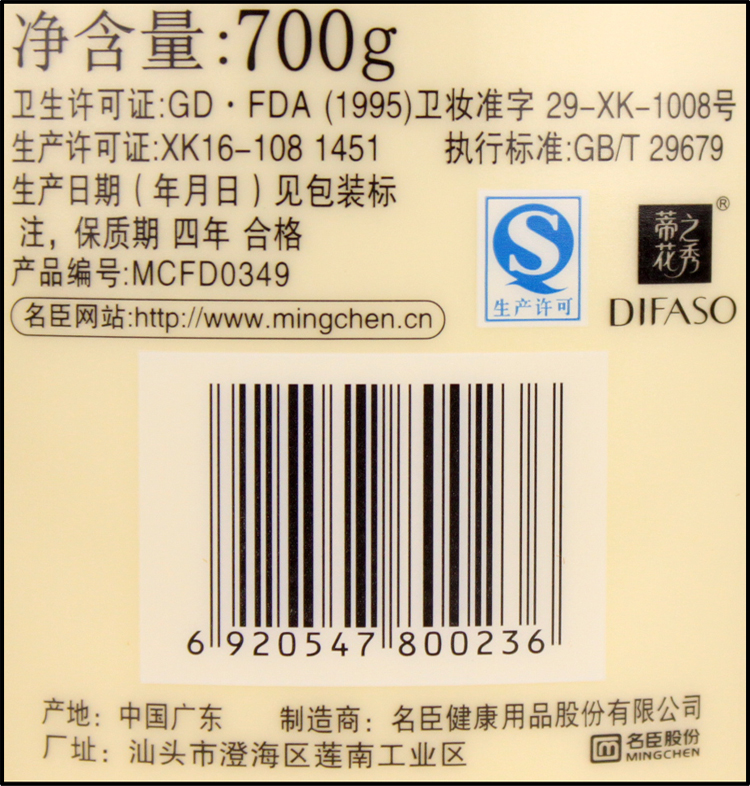 净含量:700g
卫生许可证:GD·FDA (1995)卫妆准字 29-XK-1008号
生产许可证:XK16-108 1451 执行标准:GB/T 29679
生产日期(年月日)见包装标
注，保质期 四年 合格
产品编号:MCFD0349
名臣网站:http://www.mingchen.cn
生产许可
蒂之花秀
®
DIFASO
6 920547 800236
产地：中国广东 制造商：名臣健康用品股份有限公司
厂址：汕头市澄海区莲南工业区
名臣股份
MINGCHEN